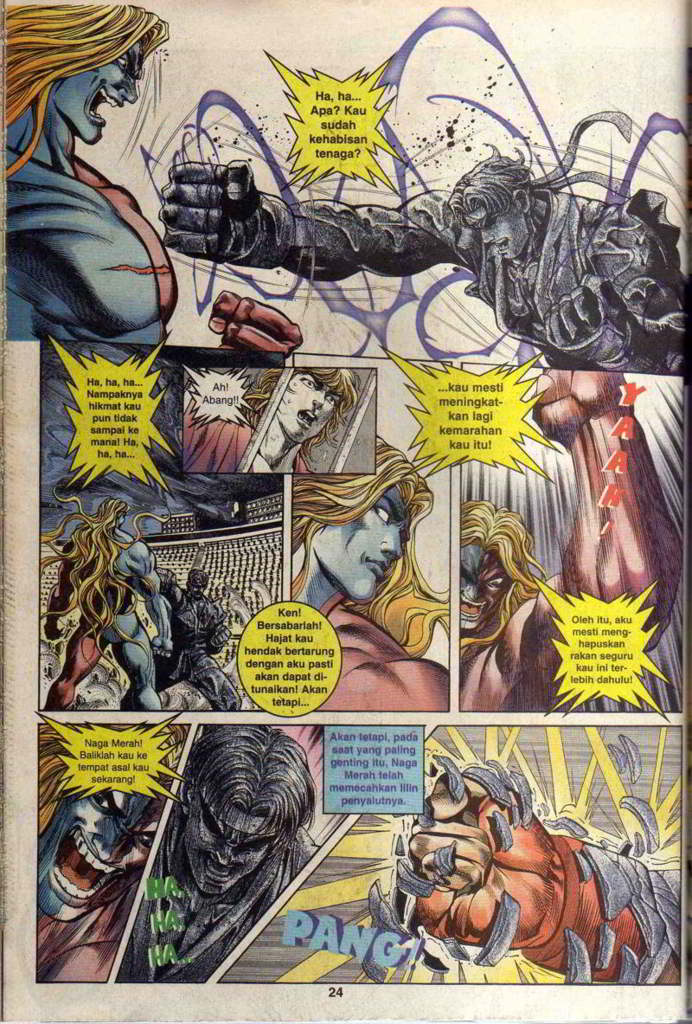 Ha, ha...
Apa? Kau
sudah
kehabisan
tenaga?
Ha, ha, ha...
Nampaknya
hikmat kau
pun tidak
sampai ke
mana! Ha,
ha, ha...
Ah!
Abang!!
...kau mesti
meningkat-
kan lagi
kemarahan
kau itu!
YAAAH!
Ken!
Bersabarlah!
Hajat kau
hendak bertarung
dengan aku pasti
akan dapat di-
tunaikan! Akan
tetapi...
Oleh itu, aku
mesti meng-
hapuskan
rakan seguru
kau ini ter-
lebih dahulu!
Naga Merah!
Baliklah kau ke
tempat asal kau
sekarang!
HA,
HA,
HA...
Akan tetapi, pada
saat yang paling
genting itu, Naga
Merah telah
memecahkan lilin
penyalutnya.
PANG!
24